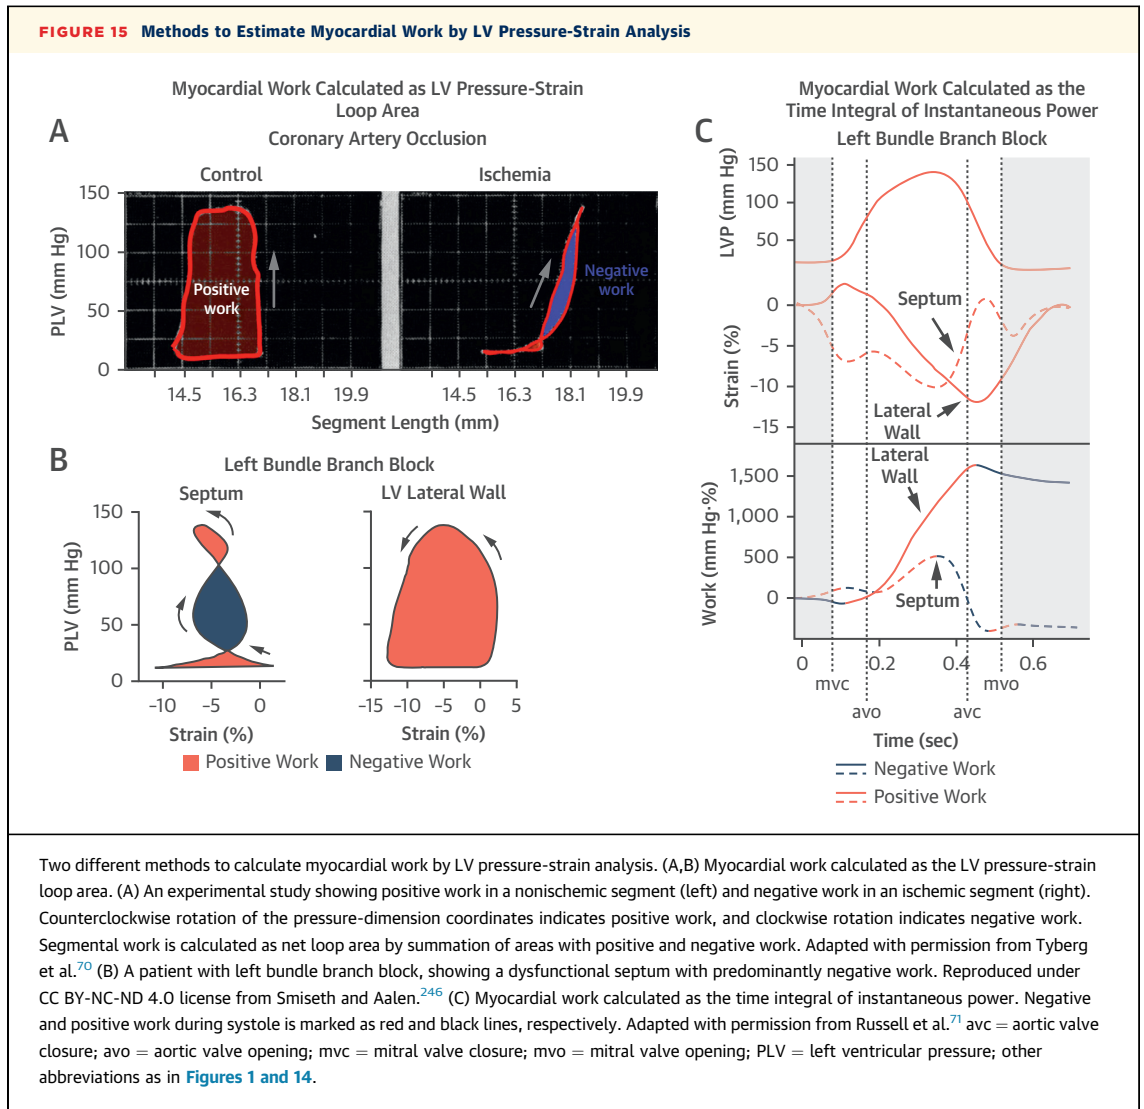 FIGURE 15 Methods to Estimate Myocardial Work by LV Pressure-Strain Analysis
Myocardial Work Calculated as LV Pressure-Strain
Loop Area
A
Coronary Artery Occlusion
Control
Ischemia
150
100
50
0
PLV (mm Hg)
Positive
work
Negative
work
14.5 16.3 18.1 19.9
14.5 16.3 18.1 19.9
Segment Length (mm)
B
Left Bundle Branch Block
Septum
LV Lateral Wall
150
100
50
0
PLV (mm Hg)
-10 -5 0
Strain (%)
-15 -10 -5 0 5
Strain (%)
Positive Work Negative Work
Myocardial Work Calculated as the
Time Integral of Instantaneous Power
C
Left Bundle Branch Block
150
100
50
LVP (mm Hg)
0
-5
-10
-15
Strain (%)
Septum
Lateral
Wall
Lateral
Wall
1,500
1,000
500
0
Work (mm Hg·%)
Septum
0 0.2 0.4 0.6
mvc mvo
avo avc
Time (sec)
Negative Work
Positive Work
Two different methods to calculate myocardial work by LV pressure-strain analysis. (A,B) Myocardial work calculated as the LV pressure-strain
loop area. (A) An experimental study showing positive work in a nonischemic segment (left) and negative work in an ischemic segment (right).
Counterclockwise rotation of the pressure-dimension coordinates indicates positive work, and clockwise rotation indicates negative work.
Segmental work is calculated as net loop area by summation of areas with positive and negative work. Adapted with permission from Tyberg
et al.70 (B) A patient with left bundle branch block, showing a dysfunctional septum with predominantly negative work. Reproduced under
CC BY-NC-ND 4.0 license from Smiseth and Aalen.246 (C) Myocardial work calculated as the time integral of instantaneous power. Negative
and positive work during systole is marked as red and black lines, respectively. Adapted with permission from Russell et al.71 avc = aortic valve
closure; avo = aortic valve opening; mvc = mitral valve closure; mvo = mitral valve opening; PLV = left ventricular pressure; other
abbreviations as in Figures 1 and 14.